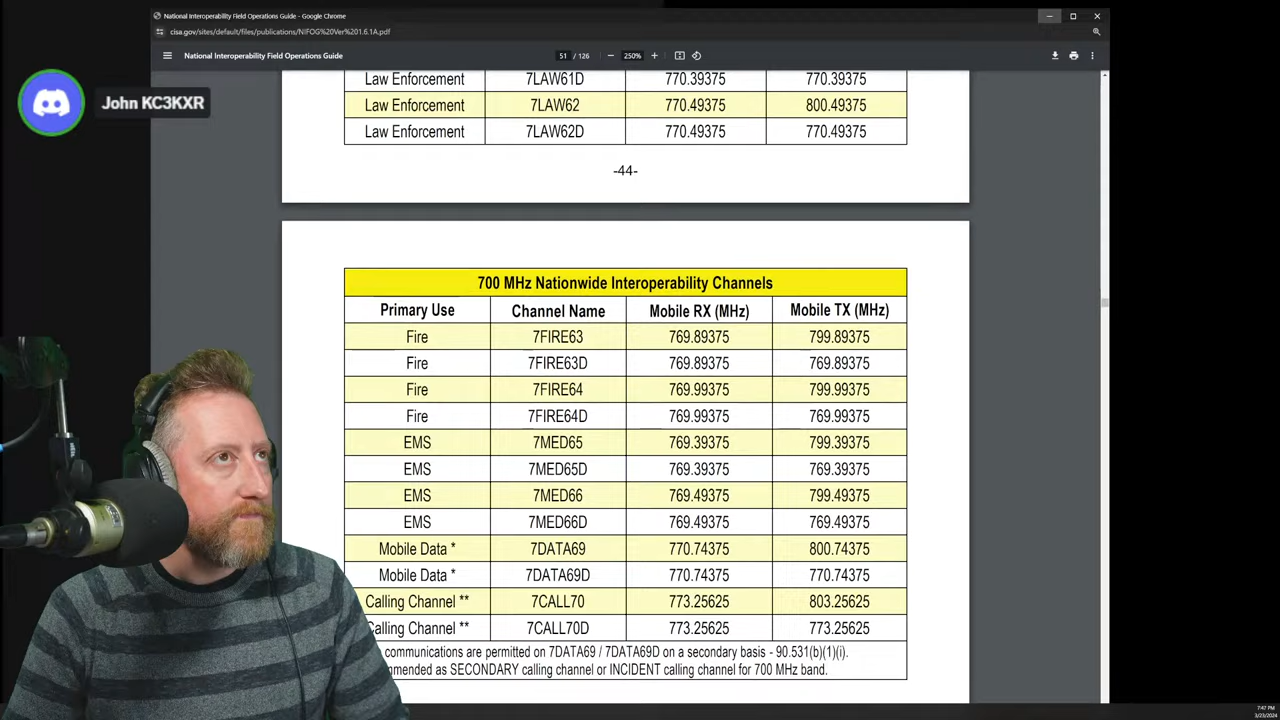 National Interoperability Field Operations Guide - Google Chrome
cisa.gov/sites/default/files/publications/NIFOG%20Ver%201.6.1A.pdf
National Interoperability Field Operations Guide 51 / 126 250%
John KC3KXR
Law Enforcement 7LAW61D 770.39375 770.39375
Law Enforcement 7LAW62 770.49375 800.49375
Law Enforcement 7LAW62D 770.49375 770.49375
-44-
700 MHz Nationwide Interoperability Channels
Primary Use Channel Name Mobile RX (MHz) Mobile TX (MHz)
Fire 7FIRE63 769.89375 799.89375
Fire 7FIRE63D 769.89375 769.89375
Fire 7FIRE64 769.99375 799.99375
Fire 7FIRE64D 769.99375 769.99375
EMS 7MED65 769.39375 799.39375
EMS 7MED65D 769.39375 769.39375
EMS 7MED66 769.49375 799.49375
EMS 7MED66D 769.49375 769.49375
Mobile Data * 7DATA69 770.74375 800.74375
Mobile Data * 7DATA69D 770.74375 770.74375
Calling Channel ** 7CALL70 773.25625 803.25625
Calling Channel ** 7CALL70D 773.25625 773.25625
communications are permitted on 7DATA69 / 7DATA69D on a secondary basis - 90.531(b)(1)(i).
mmended as SECONDARY calling channel or INCIDENT calling channel for 700 MHz band.
7:47 PM
3/23/2024